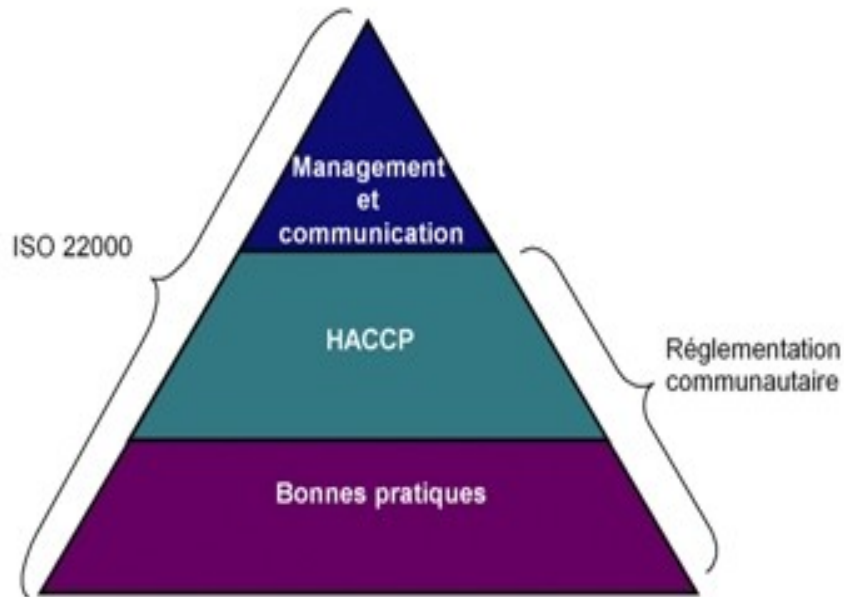 Management
et
communication
ISO 22000
HACCP
Réglementation
communautaire
Bonnes pratiques